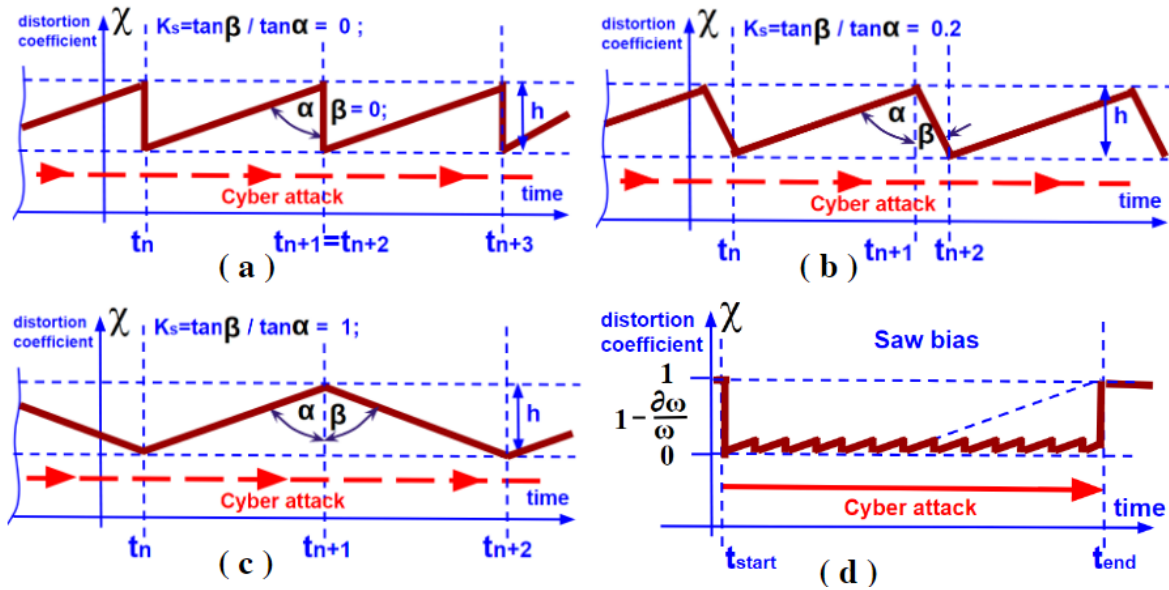 distortion
coefficient
χ
Ks=tanβ / tanα = 0 ;
α
β = 0;
h
Cyber attack
time
tn
tn+1=tn+2
tn+3
( a )
distortion
coefficient
χ
Ks=tanβ / tanα = 0.2
α
β
h
Cyber attack
time
tn
tn+1
tn+2
( b )
distortion
coefficient
χ
Ks=tanβ / tanα = 1;
α
β
h
Cyber attack
time
tn
tn+1
tn+2
( c )
distortion
coefficient
χ
Saw bias
1
1-∂ω/ω
0
Cyber attack
time
tstart
tend
( d )